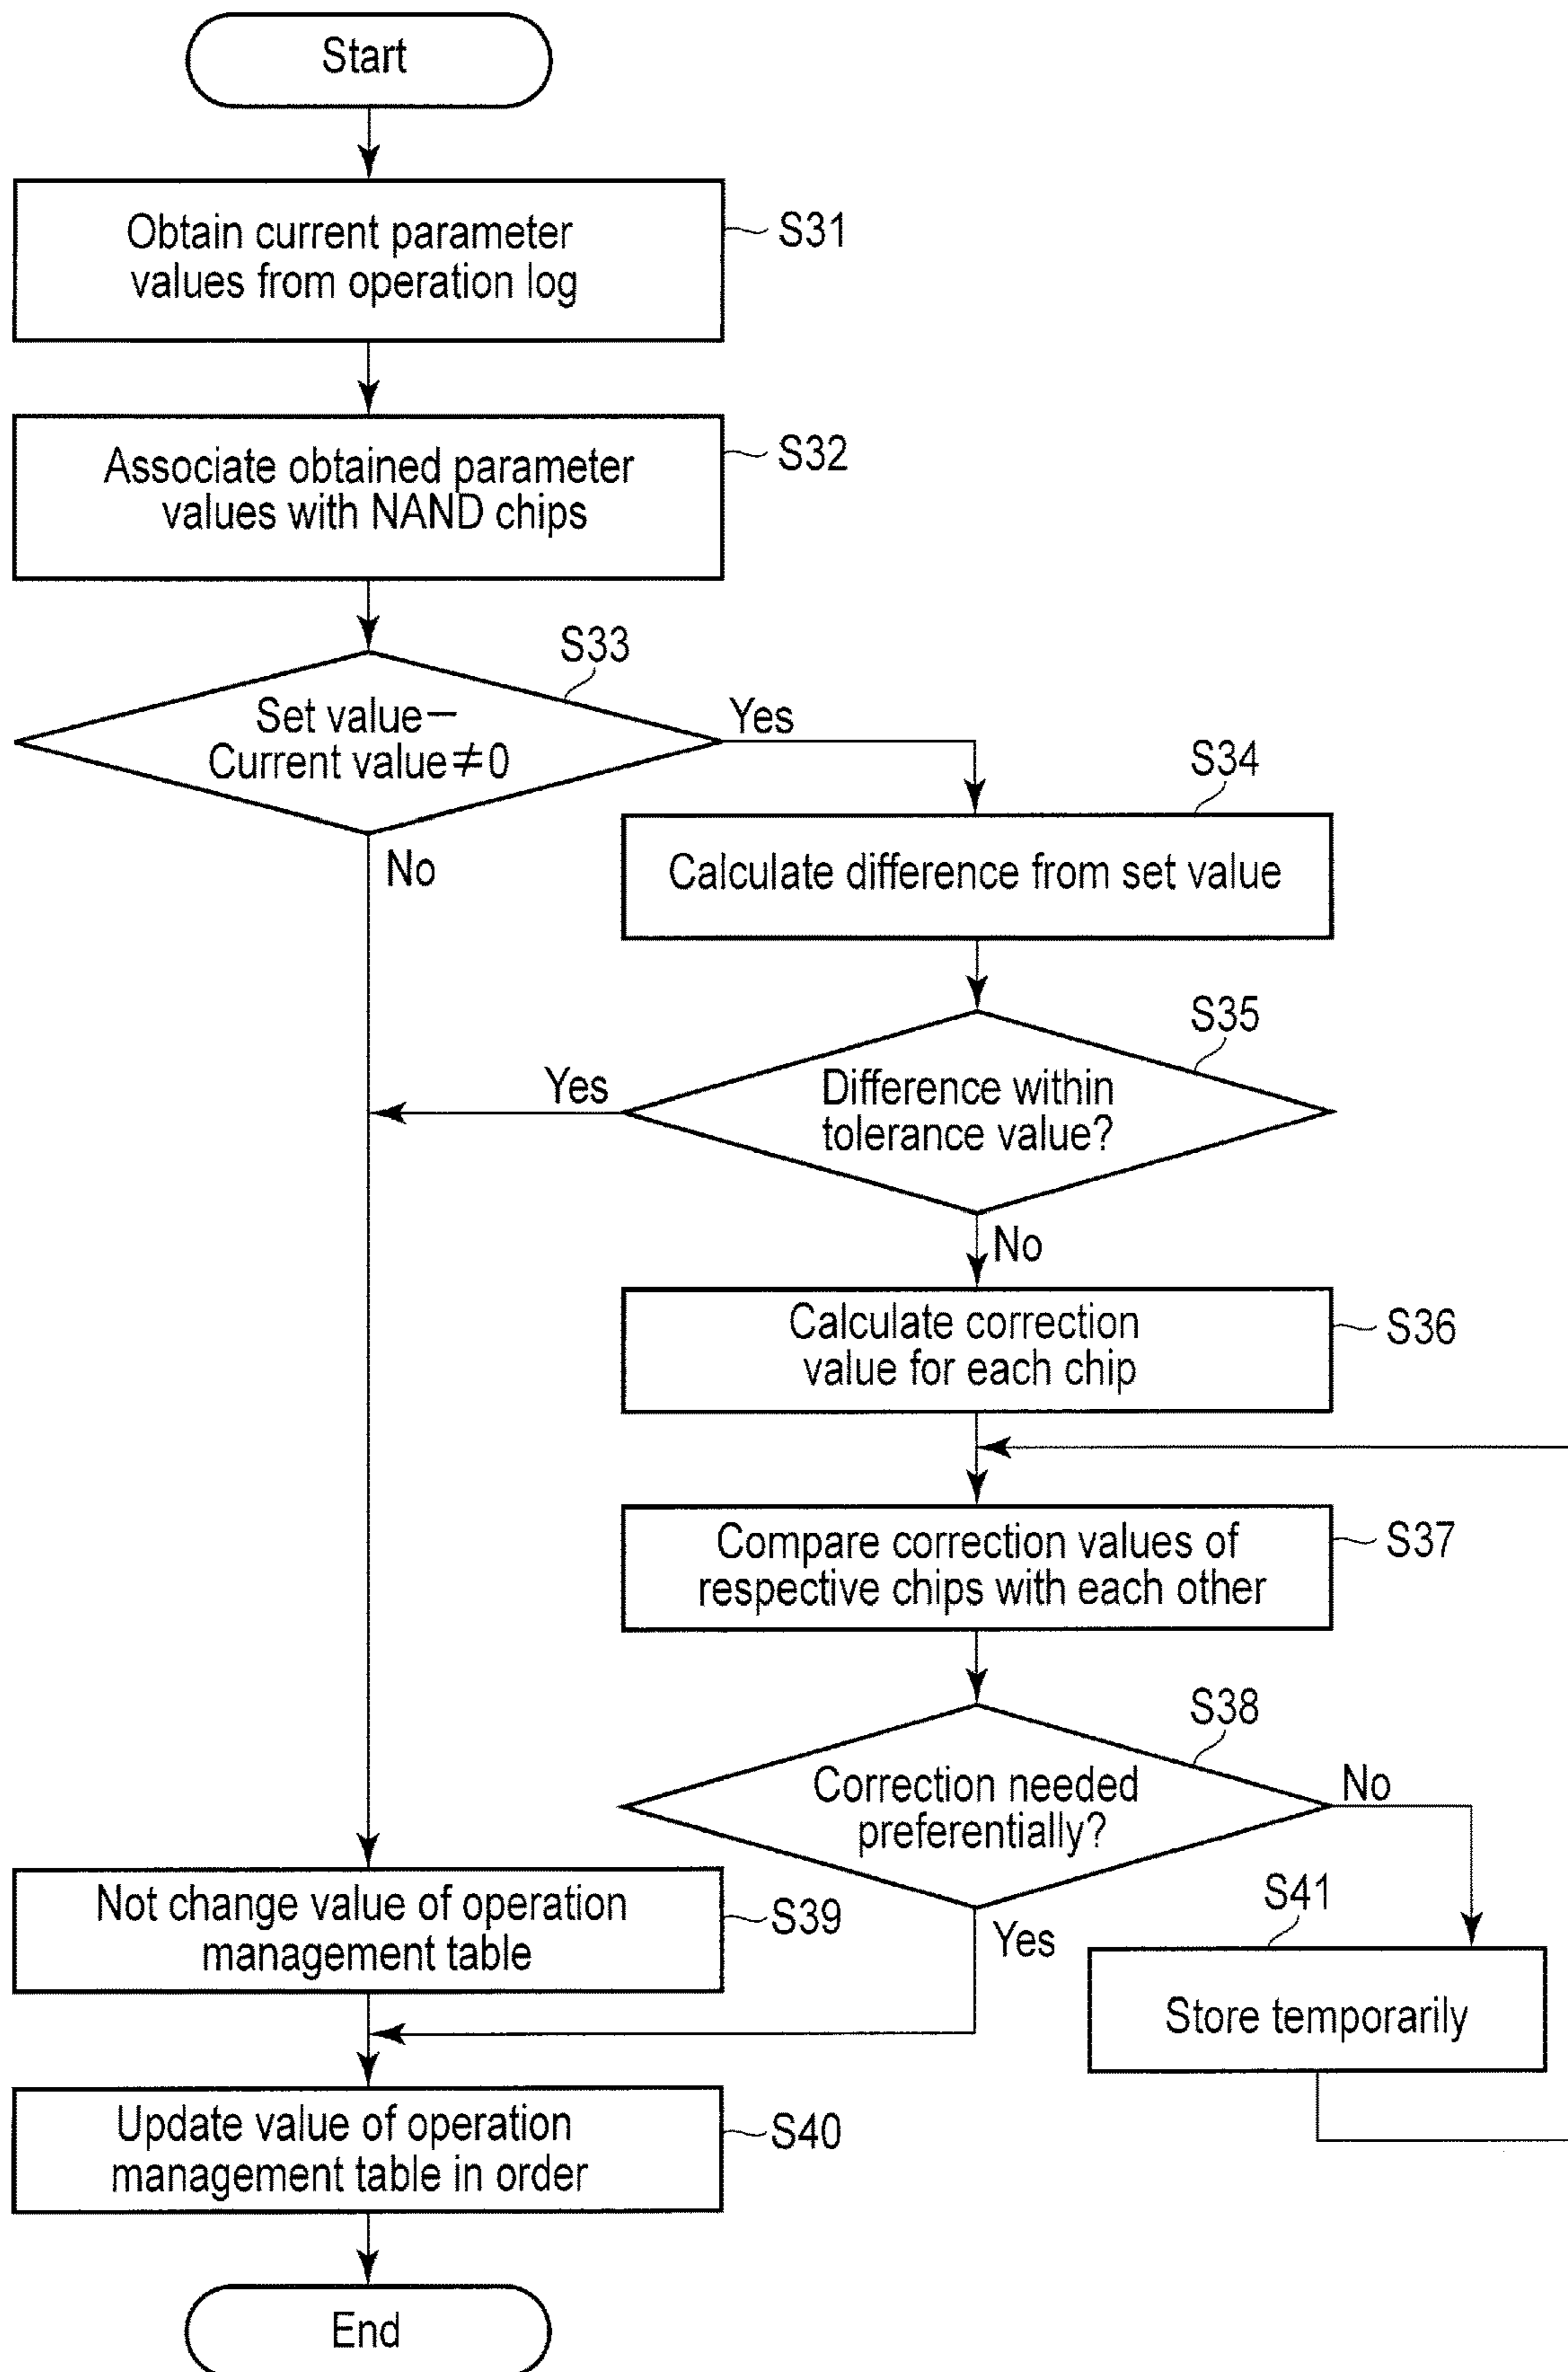 Start
Obtain current parameter
values from operation log
S31
Associate obtained parameter
values with NAND chips
S32
S33
Set value−
Current value≠0
Yes
No
S34
Calculate difference from set value
S35
Difference within
tolerance value?
Yes
No
Calculate correction
value for each chip
S36
Compare correction values of
respective chips with each other
S37
S38
Correction needed
preferentially?
No
Yes
S41
Store temporarily
Not change value of operation
management table
S39
Update value of operation
management table in order
S40
End